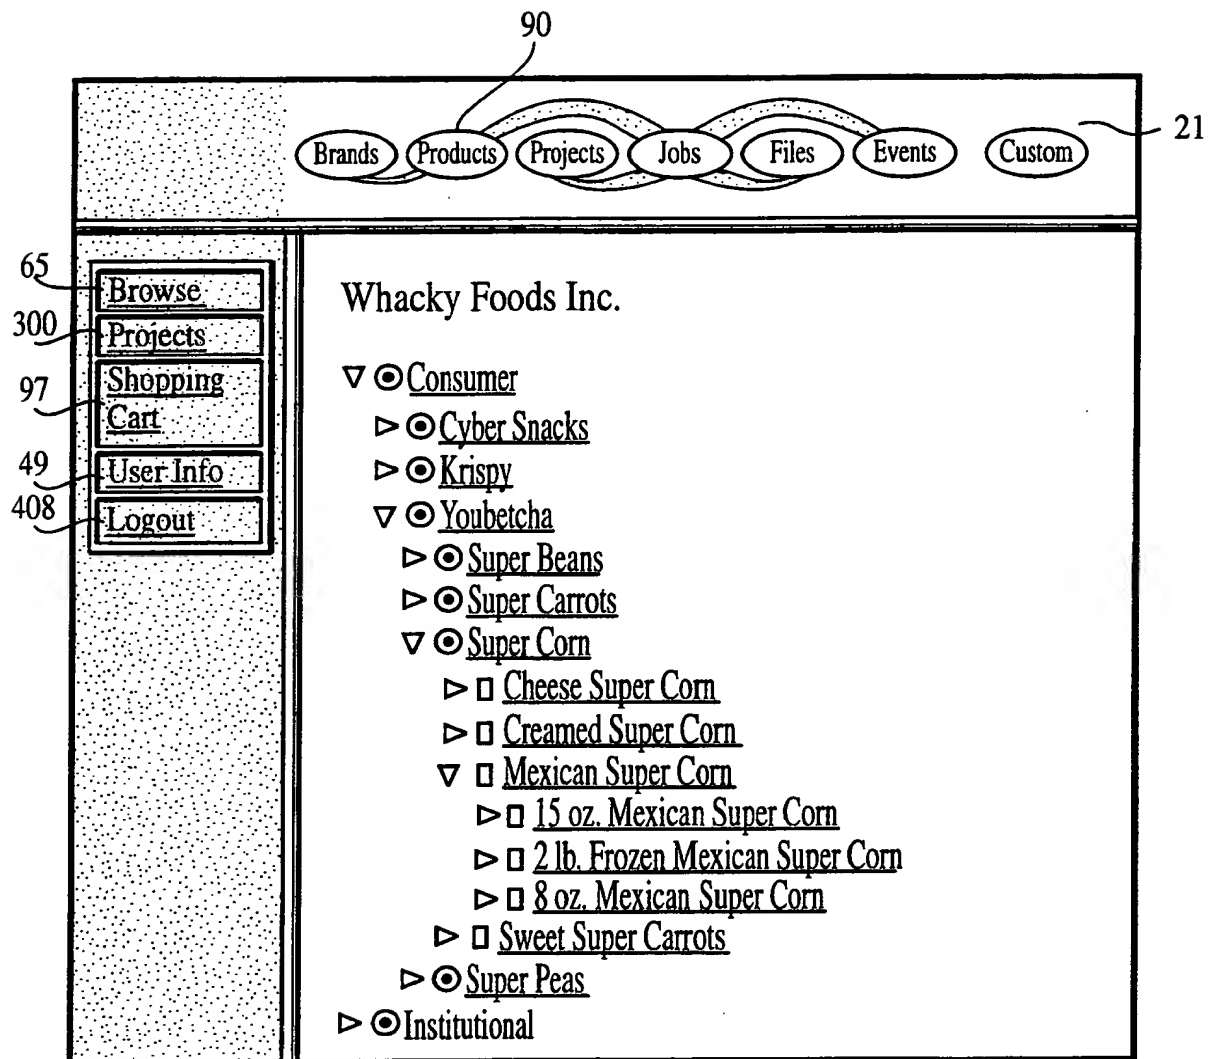 90
Brands Products Projects Jobs Files Events Custom
21
65
Browse
300
Projects
97
Shopping
Cart
49
User Info
408
Logout
Whacky Foods Inc.
Consumer
Cyber Snacks
Krispy
Youbetcha
Super Beans
Super Carrots
Super Corn
Cheese Super Corn
Creamed Super Corn
Mexican Super Corn
15 oz. Mexican Super Corn
2 lb. Frozen Mexican Super Corn
8 oz. Mexican Super Corn
Sweet Super Carrots
Super Peas
Institutional